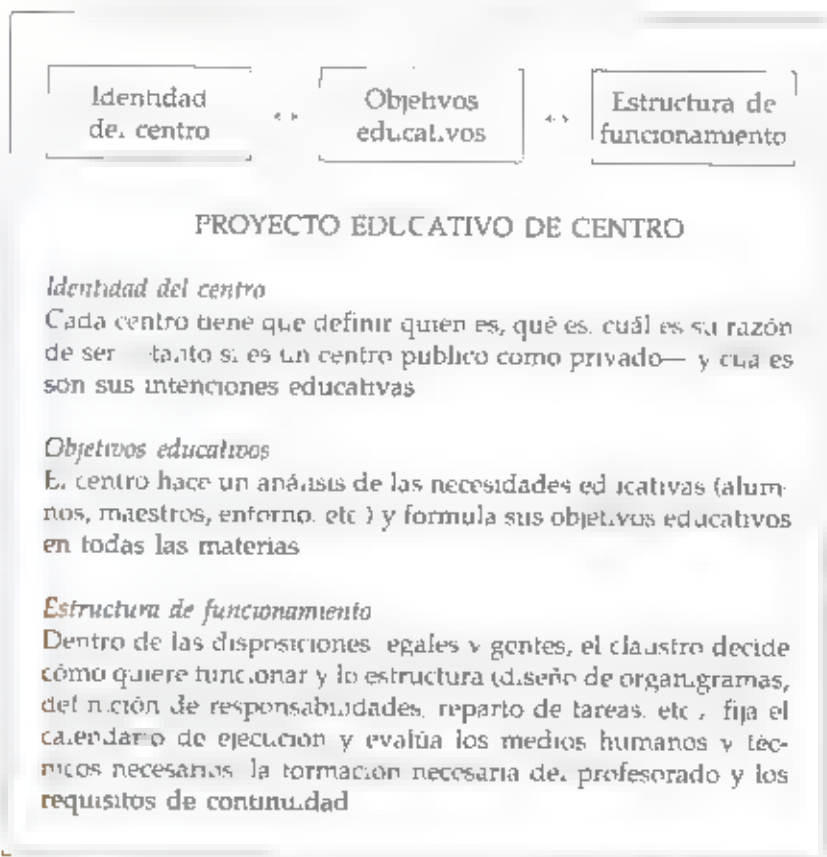 Identidad
del centro
Objetivos
educativos
Estructura de
funcionamiento
PROYECTO EDUCATIVO DE CENTRO
Identidad del centro
Cada centro tiene que definir quien es, qué es, cuál es su razón
de ser —tanto si es un centro publico como privado— y cuáles
son sus intenciones educativas
Objetivos educativos
El centro hace un análisis de las necesidades educativas (alum-
nos, maestros, entorno, etc.) y formula sus objetivos educativos
en todas las materias
Estructura de funcionamiento
Dentro de las disposiciones legales vigentes, el claustro decide
cómo quiere funcionar y lo estructura (diseño de organigramas,
definición de responsabilidades, reparto de tareas, etc.), fija el
calendario de ejecución y evalúa los medios humanos y téc-
nicos necesarios, la formación necesaria del profesorado y los
requisitos de continuidad